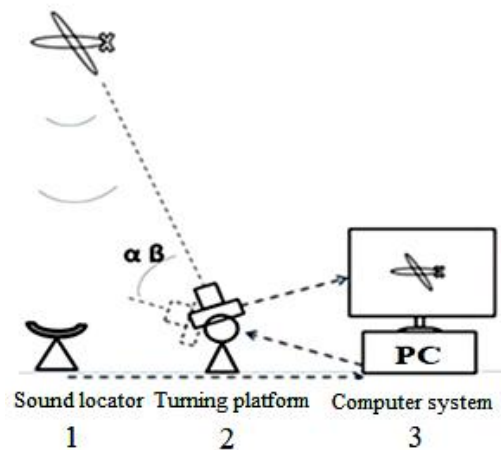 α β
PC
Sound locator Turning platform Computer system
1 2 3